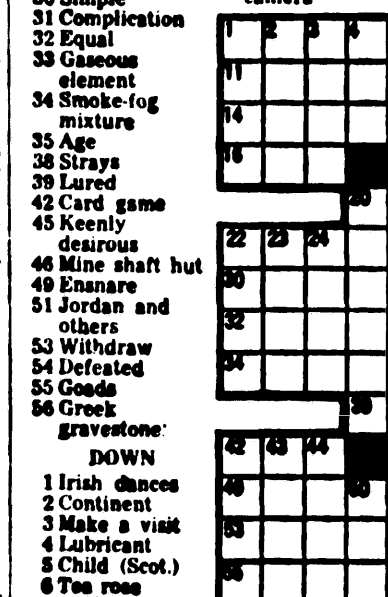 31 Complication
32 Equal
33 Gaseous
element
34 Smoke-fog
mixture
35 Age
38 Strays
39 Lured
42 Card game
45 Keenly
desirous
46 Mine shaft hut
49 Ensnare
51 Jordan and
others
53 Withdraw
54 Defeated
55 Goads
56 Greek
gravestone
DOWN
1 Irish dances
2 Continent
3 Make a visit
4 Lubricant
5 Child (Scot.)
6 Tea rose
1 2 3 4
11
14
16
20
22 23 24
30
32
34
39
42 43 44
49 50
53
55